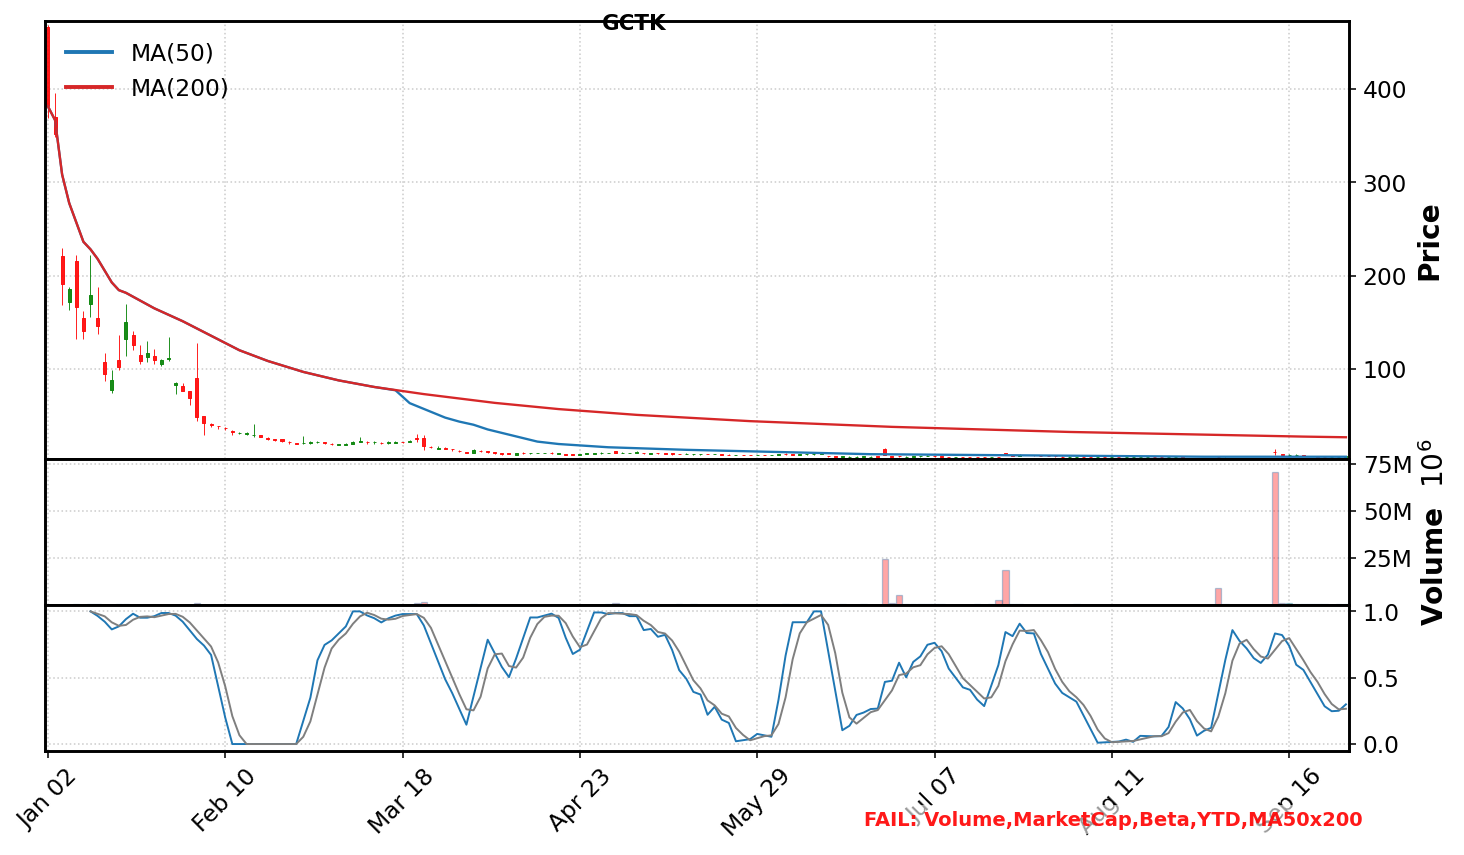 GCTK
MA(50)
MA(200)
400
300
200
100
Price
75M
50M
25M
Volume 10^6
1.0
0.5
0.0
Jan 02
Feb 10
Mar 18
Apr 23
May 29
Jul 07
Aug 11
Sep 16
FAIL: Volume,MarketCap,Beta,YTD,MA50x200